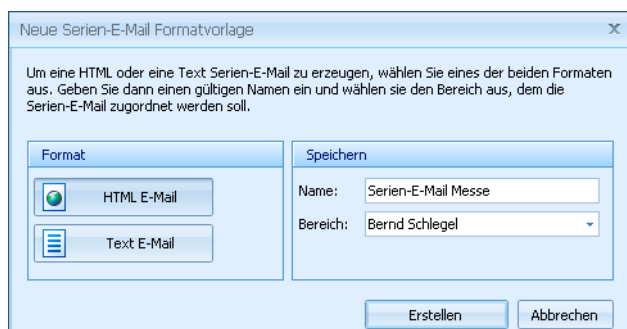 Neue Serien-E-Mail Formatvorlage
Um eine HTML oder eine Text Serien-E-Mail zu erzeugen, wählen Sie eines der beiden Formaten
aus. Geben Sie dann einen gültigen Namen ein und wählen sie den Bereich aus, dem die
Serien-E-Mail zugordnet werden soll.
Format
HTML E-Mail
Text E-Mail
Speichern
Name: Serien-E-Mail Messe
Bereich: Bernd Schlegel
Erstellen Abbrechen